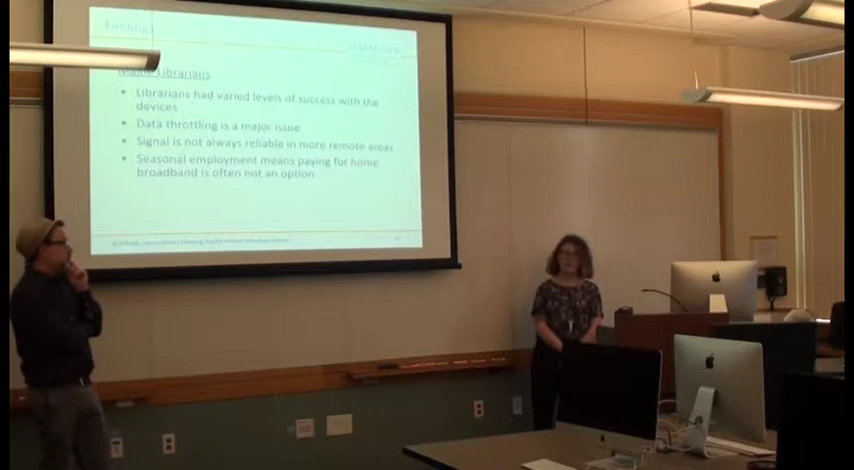 Finding
Maine Librarians
• Librarians had varied levels of success with the
devices
• Data throttling is a major issue
• Signal is not always reliable in more remote areas
• Seasonal employment means paying for home
broadband is often not an option